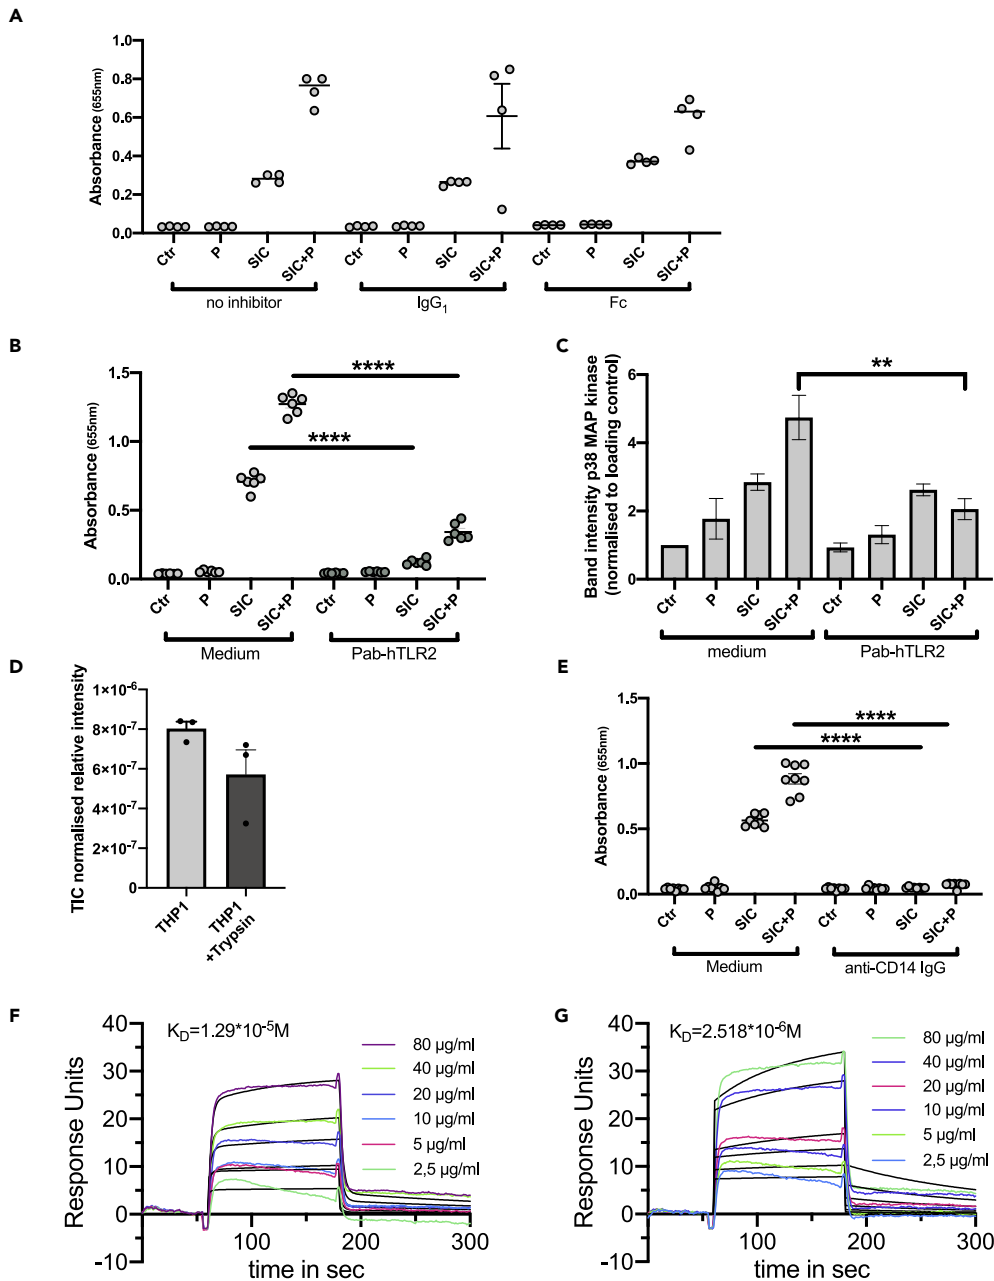 A
Absorbance (655nm)
1.0
0.8
0.6
0.4
0.2
0.0
Ctr
P
SIC
SIC+P
Ctr
P
SIC
SIC+P
Ctr
P
SIC
SIC+P
no inhibitor
IgG1
Fc
B
Absorbance (655nm)
1.5
1.0
0.5
0.0
****
****
Ctr
P
SIC
SIC+P
Ctr
P
SIC
SIC+P
Medium
Pab-hTLR2
C
Band intensity p38 MAP kinase
(normalised to loading control)
6
4
2
0
**
Ctr
P
SIC
SIC+P
Ctr
P
SIC
SIC+P
medium
Pab-hTLR2
D
TIC normalised relative intensity
1×10-6
8×10-7
6×10-7
4×10-7
2×10-7
0
THP1
THP1
+Trypsin
E
Absorbance (655nm)
1.5
1.0
0.5
0.0
****
****
Ctr
P
SIC
SIC+P
Ctr
P
SIC
SIC+P
Medium
anti-CD14 IgG
F
Response Units
40
30
20
10
0
-10
KD=1.29*10-5M
80 µg/ml
40 µg/ml
20 µg/ml
10 µg/ml
5 µg/ml
2,5 µg/ml
100
200
300
time in sec
G
Response Units
40
30
20
10
0
-10
KD=2.518*10-6M
80 µg/ml
40 µg/ml
20 µg/ml
10 µg/ml
5 µg/ml
2,5 µg/ml
100
200
300
time in sec